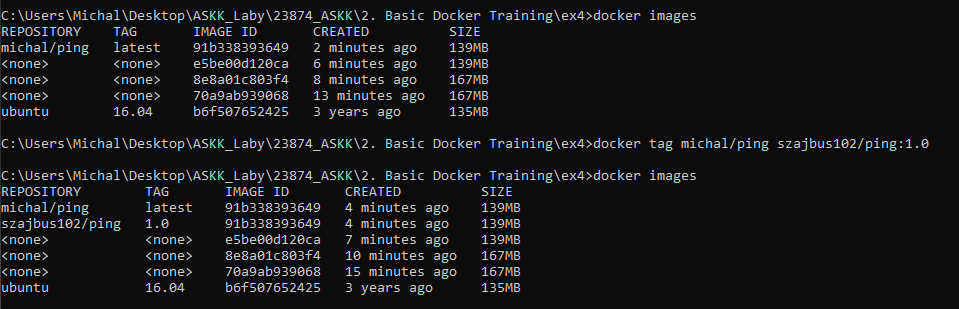 C:\Users\Michal\Desktop\ASKK_Laby\23874_ASKK\2. Basic Docker Training\ex4>docker images
REPOSITORY TAG IMAGE ID CREATED SIZE
michal/ping latest 91b338393649 2 minutes ago 139MB
<none> <none> e5be00d120ca 6 minutes ago 139MB
<none> <none> 8e8a01c803f4 8 minutes ago 167MB
<none> <none> 70a9ab939068 13 minutes ago 167MB
ubuntu 16.04 b6f507652425 3 years ago 135MB
C:\Users\Michal\Desktop\ASKK_Laby\23874_ASKK\2. Basic Docker Training\ex4>docker tag michal/ping szajbus102/ping:1.0
C:\Users\Michal\Desktop\ASKK_Laby\23874_ASKK\2. Basic Docker Training\ex4>docker images
REPOSITORY TAG IMAGE ID CREATED SIZE
michal/ping latest 91b338393649 4 minutes ago 139MB
szajbus102/ping 1.0 91b338393649 4 minutes ago 139MB
<none> <none> e5be00d120ca 7 minutes ago 139MB
<none> <none> 8e8a01c803f4 10 minutes ago 167MB
<none> <none> 70a9ab939068 15 minutes ago 167MB
ubuntu 16.04 b6f507652425 3 years ago 135MB